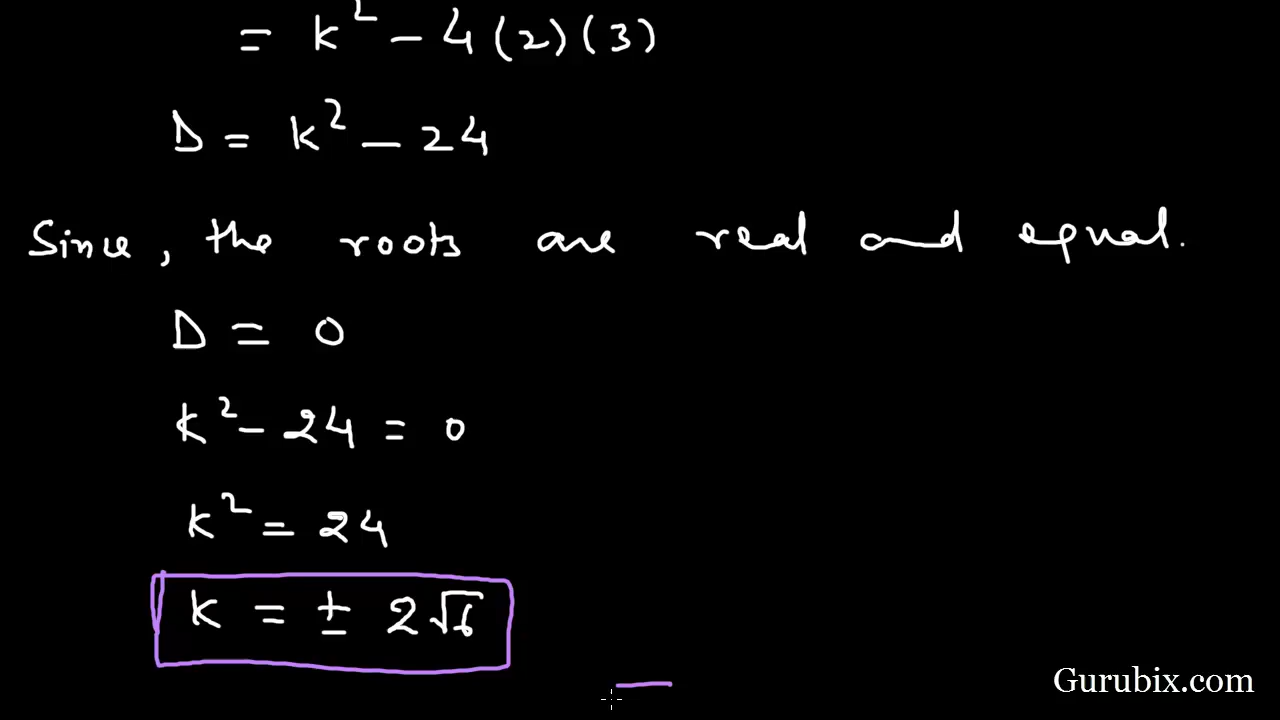 = k² - 4 (2) (3)
D = k² - 24
Since, the roots are real and equal.
D = 0
k² - 24 = 0
k² = 24
k = ± 2√6
Gurubix.com